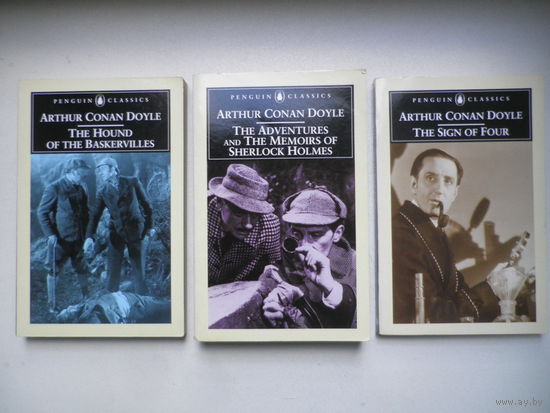 PENGUIN CLASSICS
ARTHUR CONAN DOYLE
THE HOUND
OF THE BASKERVILLES
PENGUIN CLASSICS
ARTHUR CONAN DOYLE
THE ADVENTURES
AND THE MEMOIRS OF
SHERLOCK HOLMES
PENGUIN CLASSICS
ARTHUR CONAN DOYLE
THE SIGN OF FOUR
www.ay.by